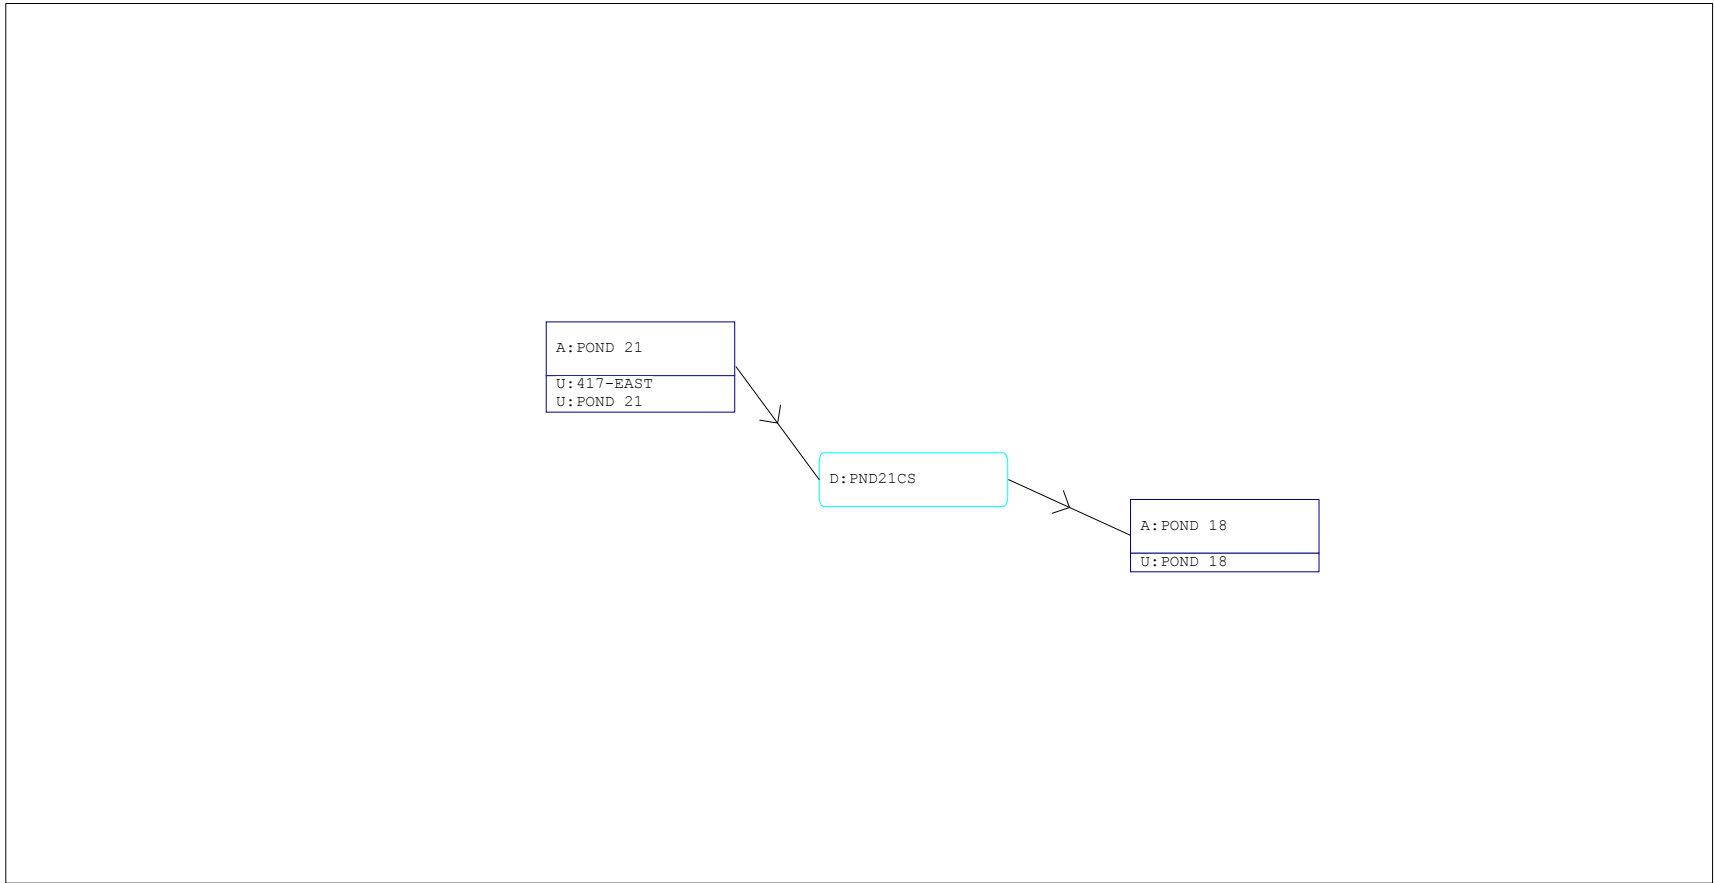 A:POND 21
U:417-EAST
U:POND 21
D:PND21CS
A:POND 18
U:POND 18